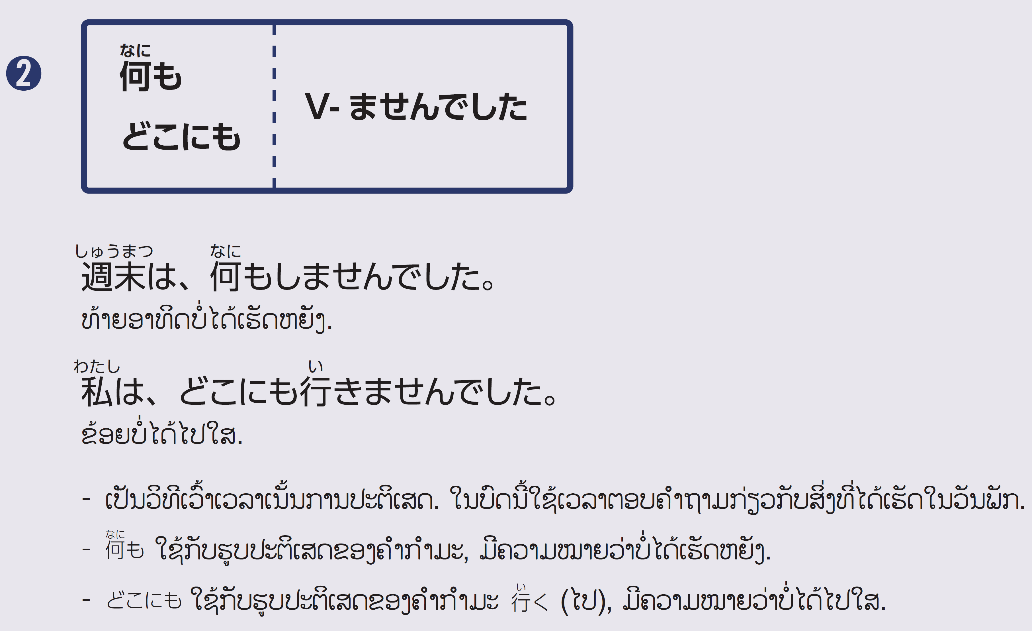 2
なに
何も
どこにも
V- ませんでした
しゅうまつ なに
週末は、何もしませんでした。
ທ້າຍອາທິດບໍ່ໄດ້ເຮັດຫຍັງ.
わたし い
私は、どこにも行きませんでした。
ຂ້ອຍບໍ່ໄດ້ໄປໃສ.
- ເປັນວິທີເວົ້າເວລາເນັ້ນການປະຕິເສດ. ໃນບົດນີ້ໃຊ້ເວລາຕອບຄຳຖາມກ່ຽວກັບສິ່ງທີ່ໄດ້ເຮັດໃນວັນພັກ.
なに
- 何も ໃຊ້ກັບຮູບປະຕິເສດຂອງຄຳກຳມະ, ມີຄວາມໝາຍວ່າບໍ່ໄດ້ເຮັດຫຍັງ.
い
- どこにも ໃຊ້ກັບຮູບປະຕິເສດຂອງຄຳກຳມະ 行く (ໄປ), ມີຄວາມໝາຍວ່າບໍ່ໄດ້ໄປໃສ.